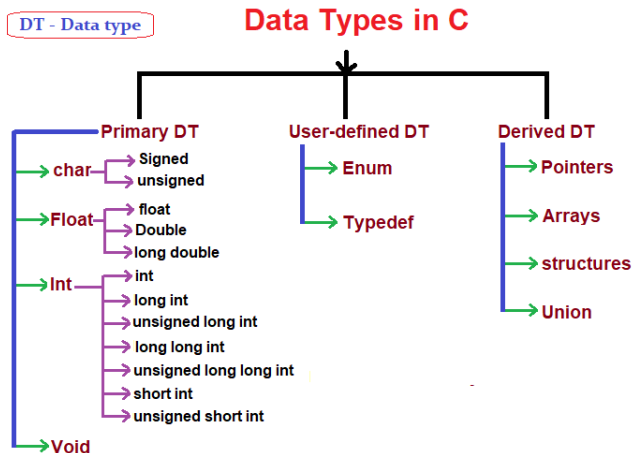 DT - Data type
Data Types in C
Primary DT
char
Signed
unsigned
Float
float
Double
long double
Int
int
long int
unsigned long int
long long int
unsigned long long int
short int
unsigned short int
Void
User-defined DT
Enum
Typedef
Derived DT
Pointers
Arrays
structures
Union